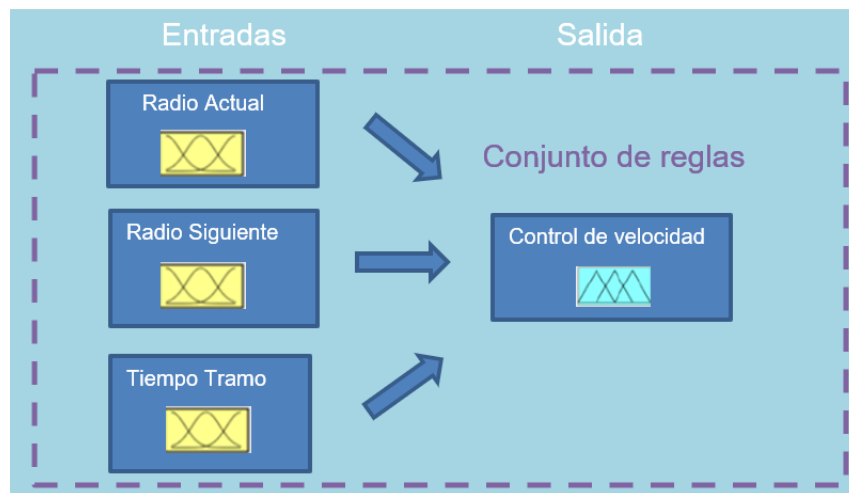 Entradas
Salida
Radio Actual
Conjunto de reglas
Radio Siguiente
Control de velocidad
Tiempo Tramo